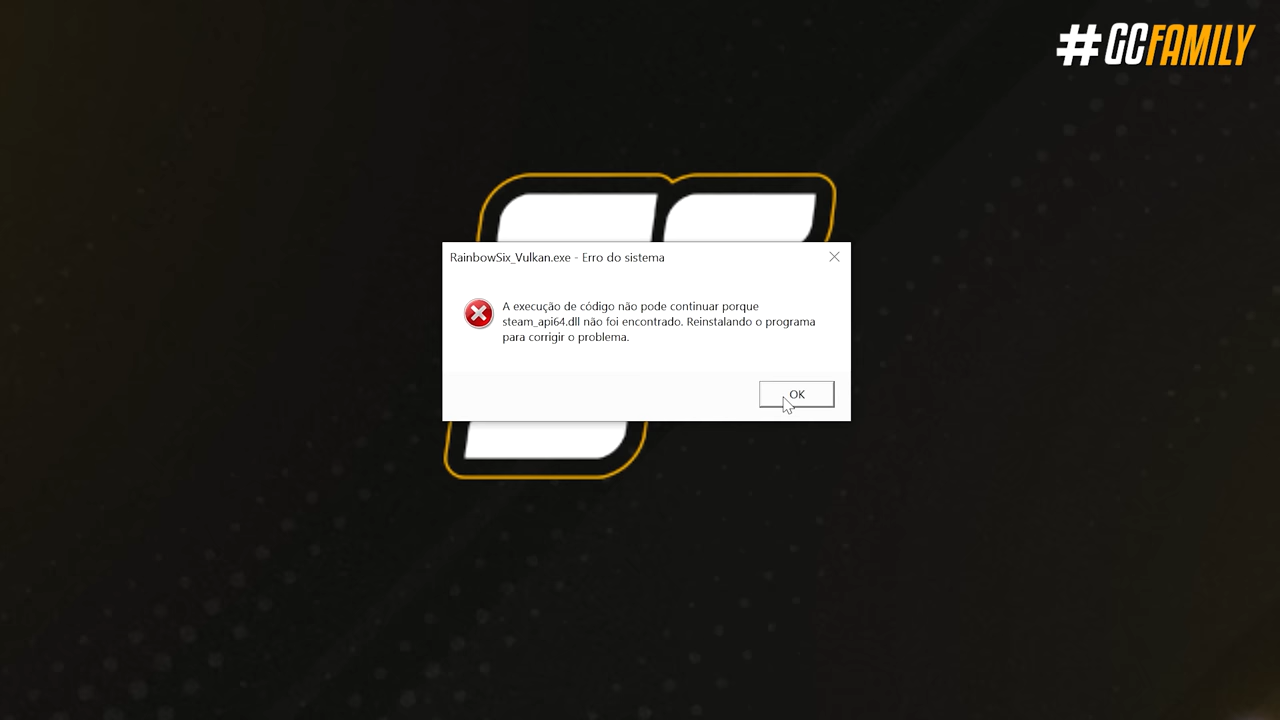 #GCFAMILY
RainbowSix_Vulkan.exe - Erro do sistema
A execução de código não pode continuar porque
steam_api64.dll não foi encontrado. Reinstalando o programa
para corrigir o problema.
OK